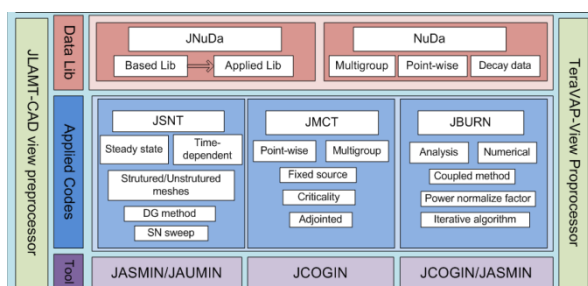 JLAMT-CAD view preprocessor
Data Lib
JNuDa
Based Lib
Applied Lib
NuDa
Multigroup
Point-wise
Decay data
Applied Codes
JSNT
Steady state
Time-
dependent
Strutured/Unstrutured
meshes
DG method
SN sweep
JMCT
Point-wise
Multigroup
Fixed source
Criticality
Adjointed
JBURN
Analysis
Numerical
Coupled method
Power normalize factor
Iterative algorithm
Tool
JASMIN/JAUMIN
JCOGIN
JCOGIN/JASMIN
TeraVAP-View Proprocessor